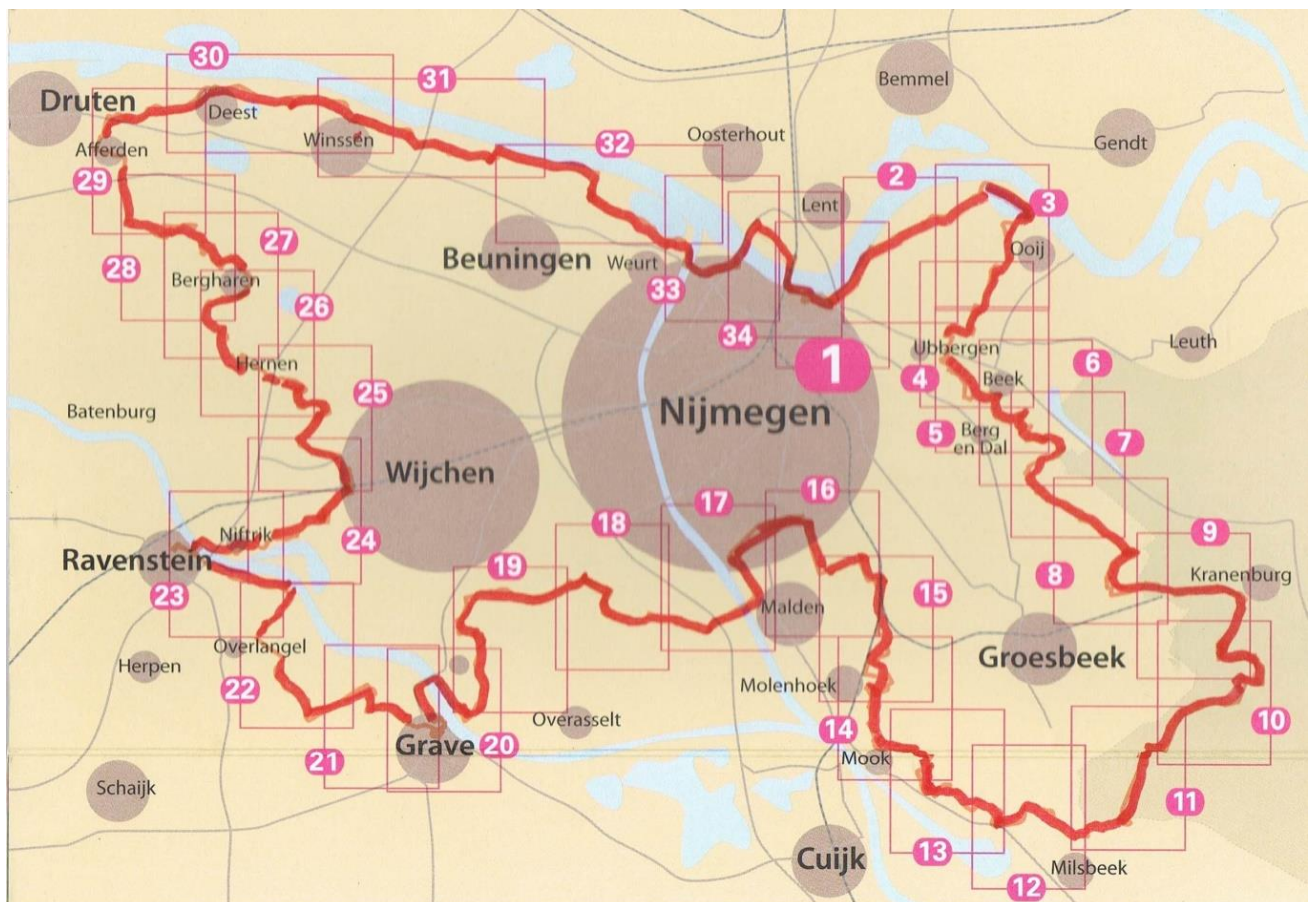 30
31
Bemmel
Druten
Deest
Winssen
Oosterhout
Gendt
Afferden
32
29
2
3
Lent
27
Beuningen
Weurt
Ooij
28
Bergharen
33
26
34
1
Ubbergen
Leuth
Hernen
6
4
Beek
25
Batenburg
Nijmegen
5
Berg
en Dal
7
Wijchen
17
16
18
9
Niftrik
24
Ravenstein
19
8
Kranenburg
23
Malden
15
Overlangel
Herpen
Groesbeek
22
Molenhoek
Overasselt
10
14
Grave
20
21
Mook
Schaijk
11
13
Cuijk
Milsbeek
12